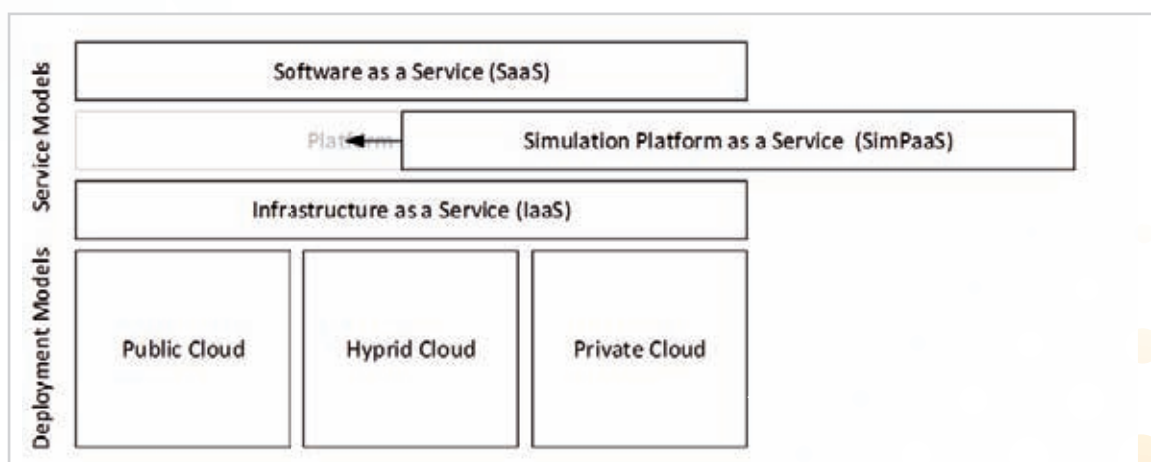 Service Models
Software as a Service (SaaS)
Platform
Simulation Platform as a Service (SimPaaS)
Infrastructure as a Service (IaaS)
Deployment Models
Public Cloud
Hyprid Cloud
Private Cloud